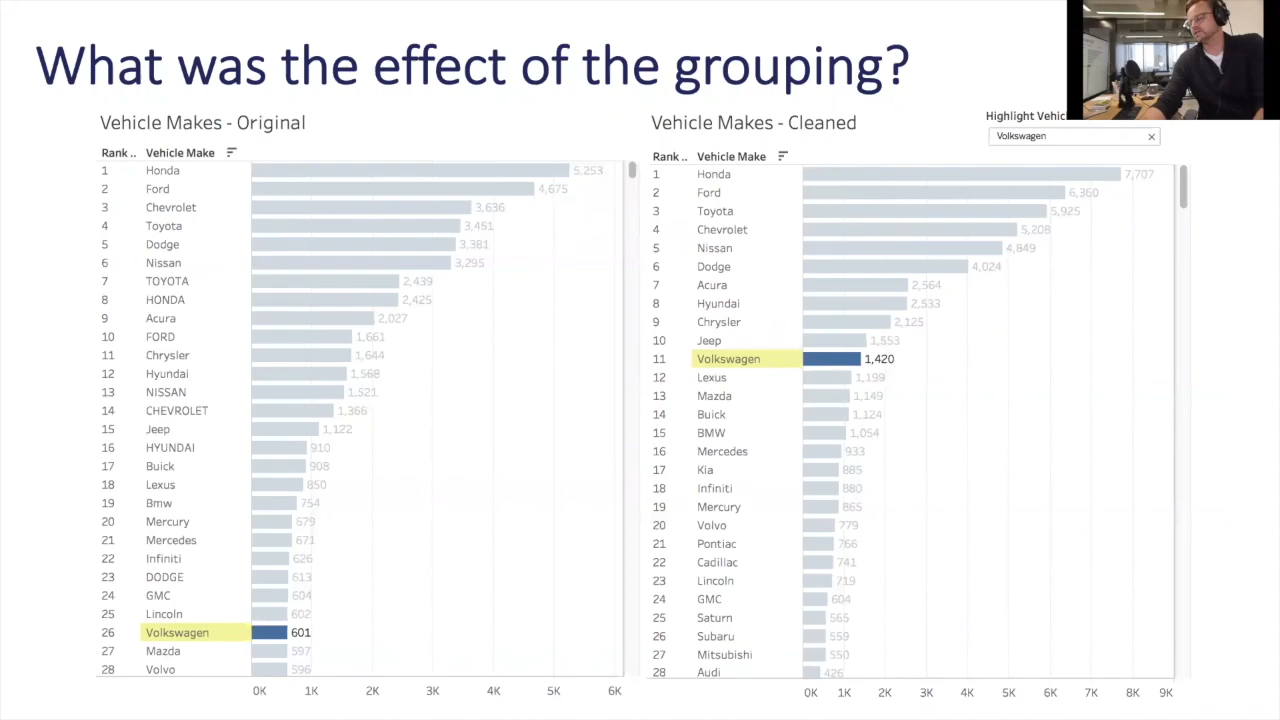 What was the effect of the grouping?
Vehicle Makes - Original
Rank .. Vehicle Make
1 Honda 5,253
2 Ford 4,675
3 Chevrolet 3,636
4 Toyota 3,451
5 Dodge 3,381
6 Nissan 3,295
7 TOYOTA 2,439
8 HONDA 2,425
9 Acura 2,027
10 FORD 1,661
11 Chrysler 1,644
12 Hyundai 1,568
13 NISSAN 1,521
14 CHEVROLET 1,366
15 Jeep 1,122
16 HYUNDAI 910
17 Buick 908
18 Lexus 850
19 Bmw 754
20 Mercury 679
21 Mercedes 671
22 Infiniti 626
23 DODGE 613
24 GMC 604
25 Lincoln 602
26 Volkswagen 601
27 Mazda 597
28 Volvo 596
0K 1K 2K 3K 4K 5K 6K
Vehicle Makes - Cleaned
Highlight Vehicl
Volkswagen ×
Rank .. Vehicle Make
1 Honda 7,707
2 Ford 6,360
3 Toyota 5,925
4 Chevrolet 5,208
5 Nissan 4,849
6 Dodge 4,024
7 Acura 2,564
8 Hyundai 2,533
9 Chrysler 2,125
10 Jeep 1,553
11 Volkswagen 1,420
12 Lexus 1,199
13 Mazda 1,149
14 Buick 1,124
15 BMW 1,054
16 Mercedes 933
17 Kia 885
18 Infiniti 880
19 Mercury 865
20 Volvo 779
21 Pontiac 766
22 Cadillac 741
23 Lincoln 719
24 GMC 604
25 Saturn 565
26 Subaru 559
27 Mitsubishi 550
28 Audi 426
0K 1K 2K 3K 4K 5K 6K 7K 8K 9K